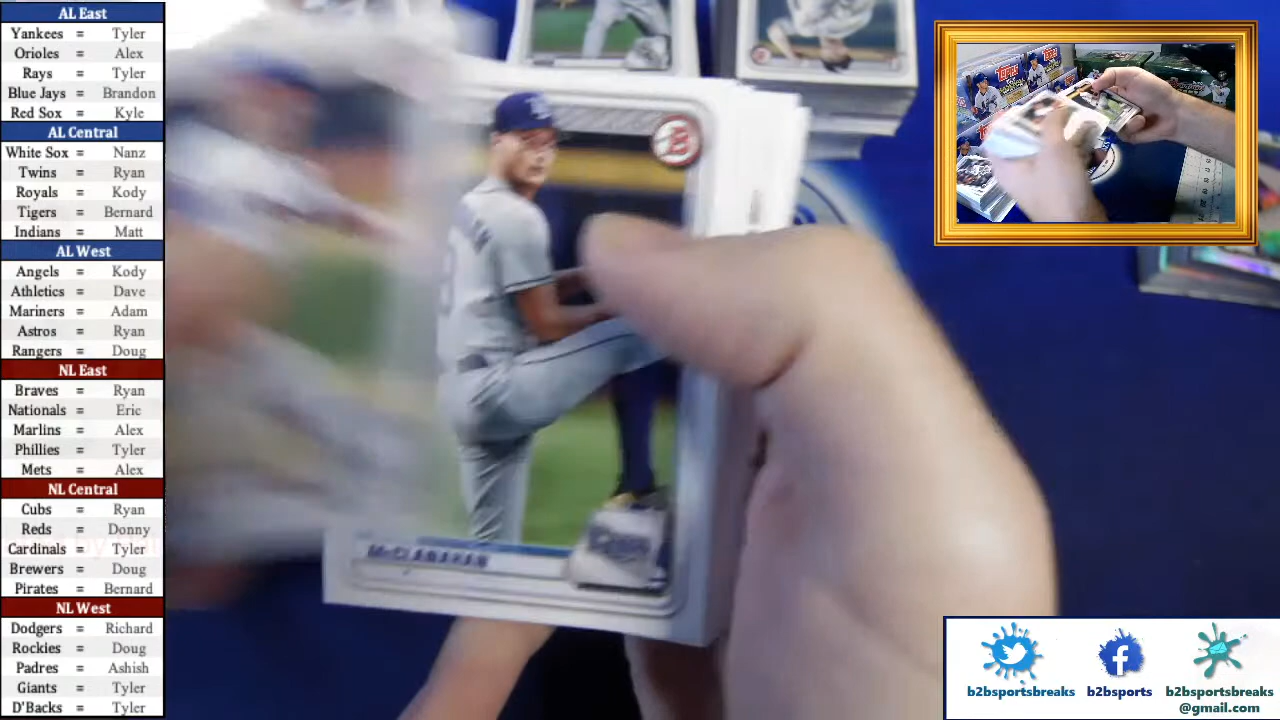 AL East
Yankees = Tyler
Orioles = Alex
Rays = Tyler
Blue Jays = Brandon
Red Sox = Kyle
AL Central
White Sox = Nanz
Twins = Ryan
Royals = Kody
Tigers = Bernard
Indians = Matt
AL West
Angels = Kody
Athletics = Dave
Mariners = Adam
Astros = Ryan
Rangers = Doug
NL East
Braves = Ryan
Nationals = Eric
Marlins = Alex
Phillies = Tyler
Mets = Alex
NL Central
Cubs = Ryan
Reds = Donny
Cardinals = Tyler
Brewers = Doug
Pirates = Bernard
NL West
Dodgers = Richard
Rockies = Doug
Padres = Ashish
Giants = Tyler
D'Backs = Tyler
B
TOPPS
b2bsportsbreaks
b2bsports
b2bsportsbreaks
@gmail.com